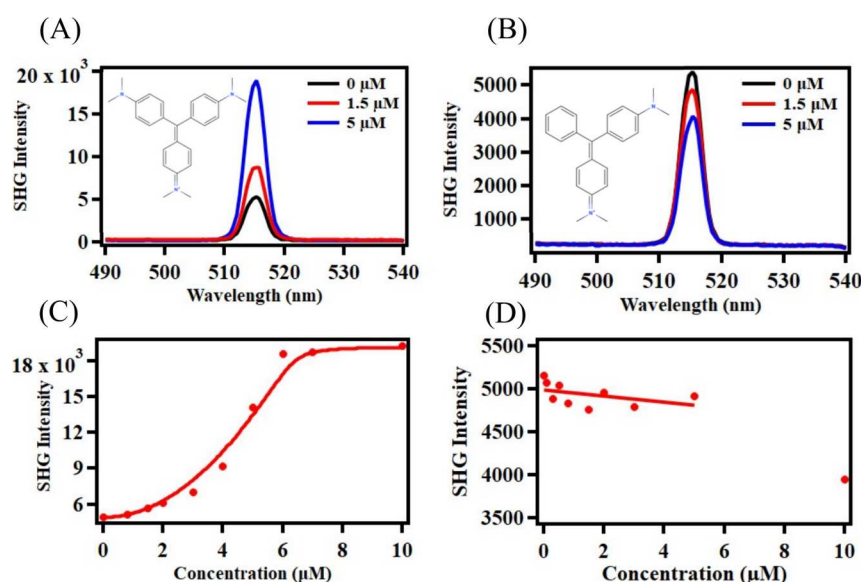 (A)
20 x 10³
15
10
5
0
SHG Intensity
0 µM
1.5 µM
5 µM
N
N
N⁺
490
500
510
520
530
540
Wavelength (nm)
(B)
5000
4000
3000
2000
1000
SHG Intensity
0 µM
1.5 µM
5 µM
N
N⁺
490
500
510
520
530
540
Wavelength (nm)
(C)
18 x 10³
15
12
9
6
SHG Intensity
0
2
4
6
8
10
Concentration (µM)
(D)
5500
5000
4500
4000
3500
SHG Intensity
0
2
4
6
8
10
Concentration (µM)